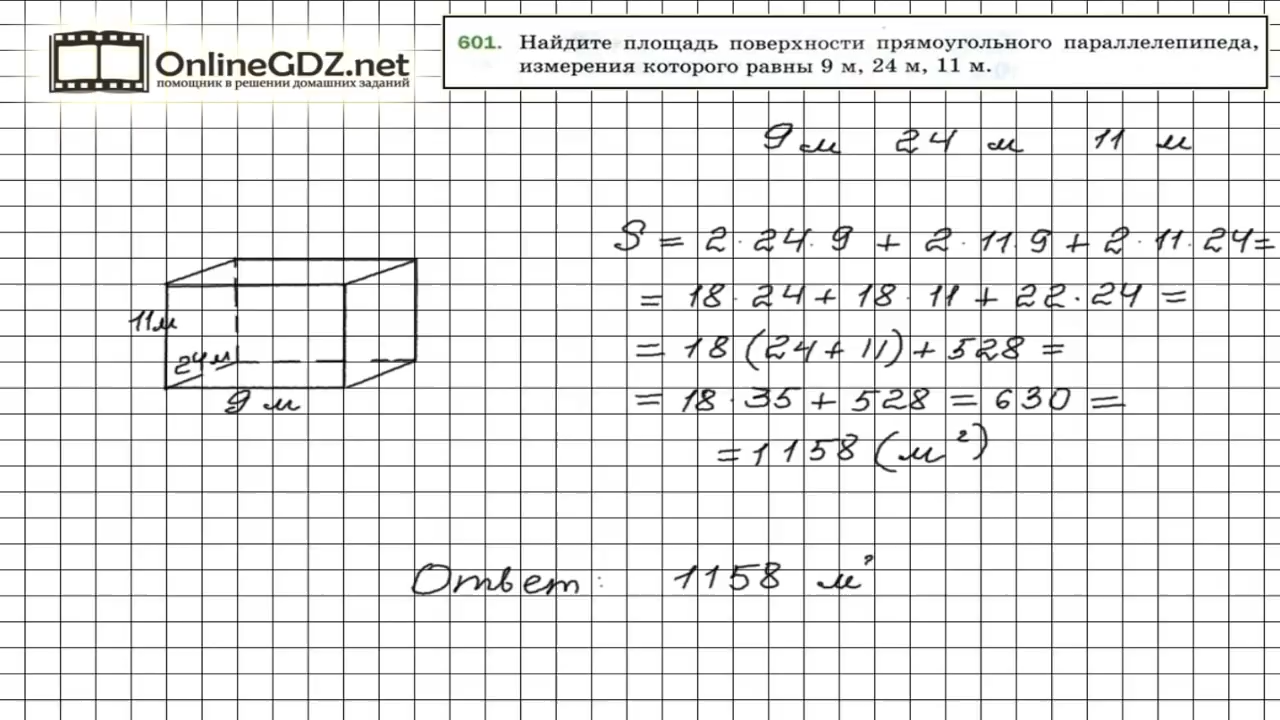 OnlineGDZ.net
помощник в решении домашних заданий
601. Найдите площадь поверхности прямоугольного параллелепипеда,
измерения которого равны 9 м, 24 м, 11 м.
9 м 24 м 11 м
S = 2 · 24 · 9 + 2 · 11 · 9 + 2 · 11 · 24 =
= 18 · 24 + 18 · 11 + 22 · 24 =
= 18 (24 + 11) + 528 =
= 18 · 35 + 528 = 630 =
= 1158 (м²)
11м
24м
9 м
Ответ: 1158 м²